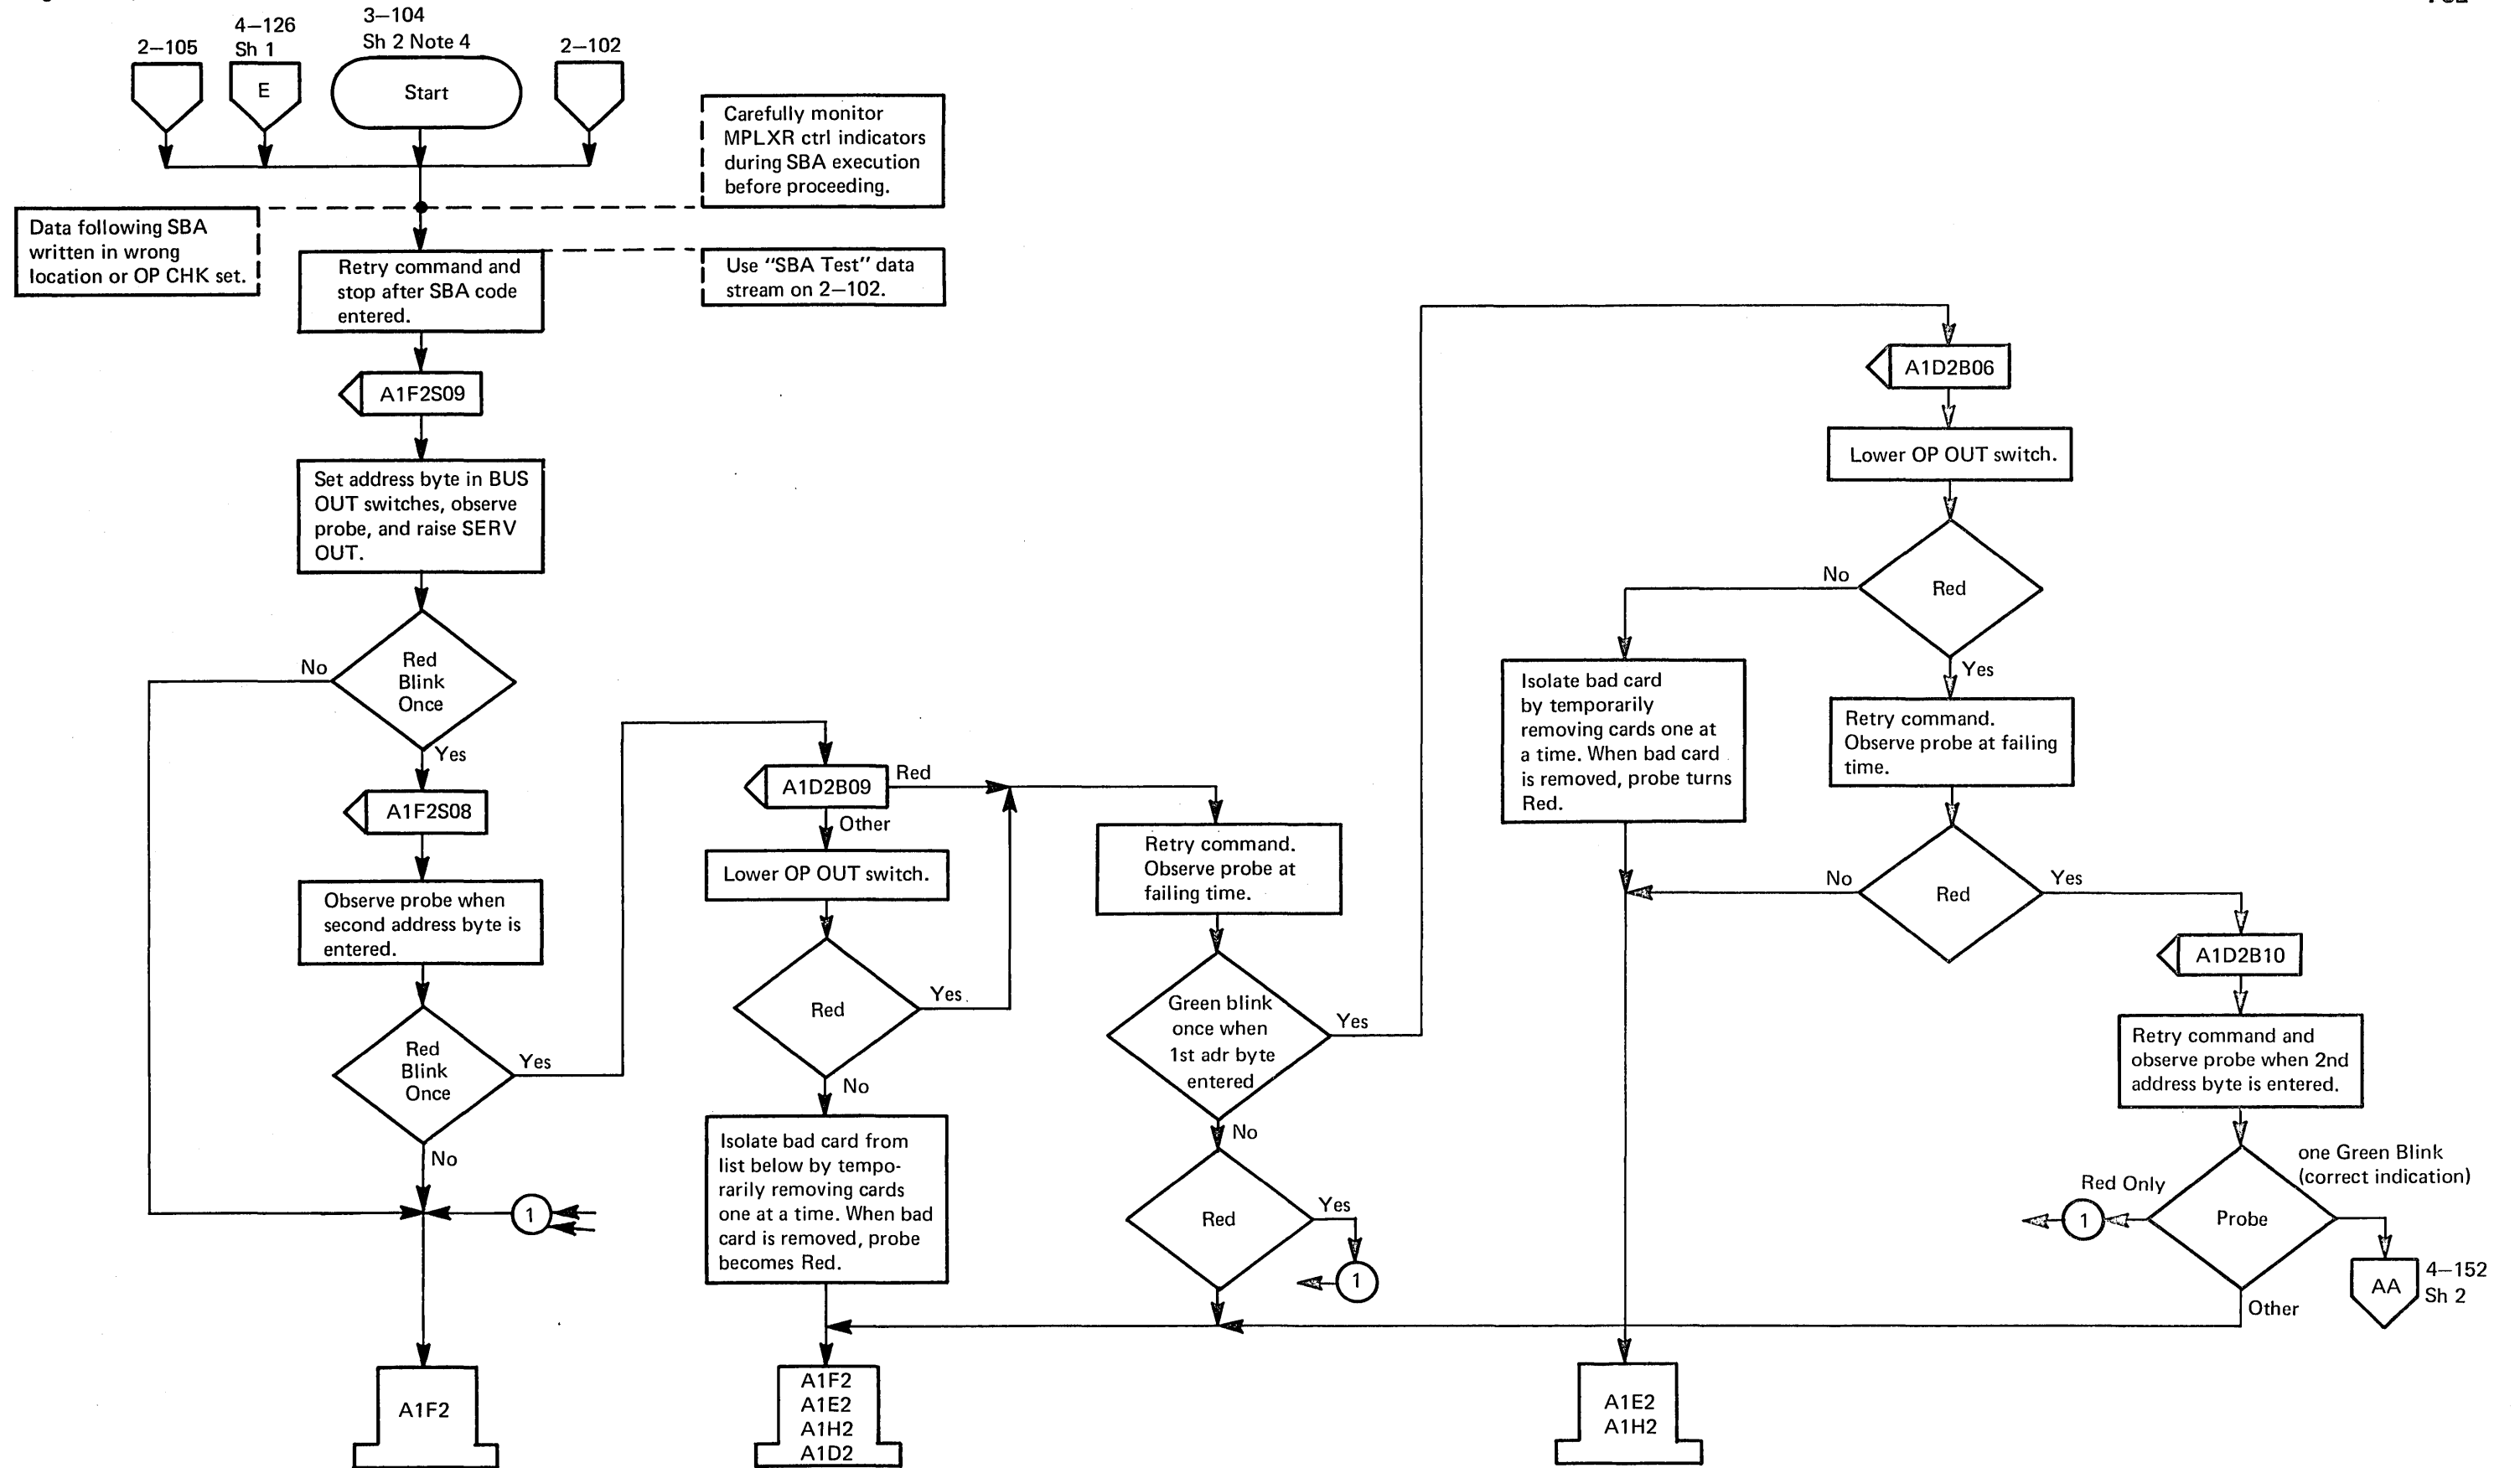 2–105
4–126
Sh 1
E
3–104
Sh 2 Note 4
Start
2–102
Carefully monitor
MPLXR ctrl indicators
during SBA execution
before proceeding.
Data following SBA
written in wrong
location or OP CHK set.
Retry command and
stop after SBA code
entered.
Use “SBA Test” data
stream on 2–102.
A1F2S09
Set address byte in BUS
OUT switches, observe
probe, and raise SERV
OUT.
No
Red
Blink
Once
Yes
A1F2S08
Observe probe when
second address byte is
entered.
Red
Blink
Once
Yes
No
1
A1F2
A1D2B09
Red
Other
Lower OP OUT switch.
Red
Yes
No
Isolate bad card from
list below by tempo-
rarily removing cards
one at a time. When bad
card is removed, probe
becomes Red.
A1F2
A1E2
A1H2
A1D2
Retry command.
Observe probe at
failing time.
Green blink
once when
1st adr byte
entered
Yes
No
Red
Yes
1
A1D2B06
Lower OP OUT switch.
No
Red
Yes
Isolate bad card
by temporarily
removing cards one at
a time. When bad card
is removed, probe turns
Red.
Retry command.
Observe probe at failing
time.
No
Red
Yes
A1D2B10
Retry command and
observe probe when 2nd
address byte is entered.
one Green Blink
(correct indication)
Red Only
1
Probe
AA
4–152
Sh 2
Other
A1E2
A1H2